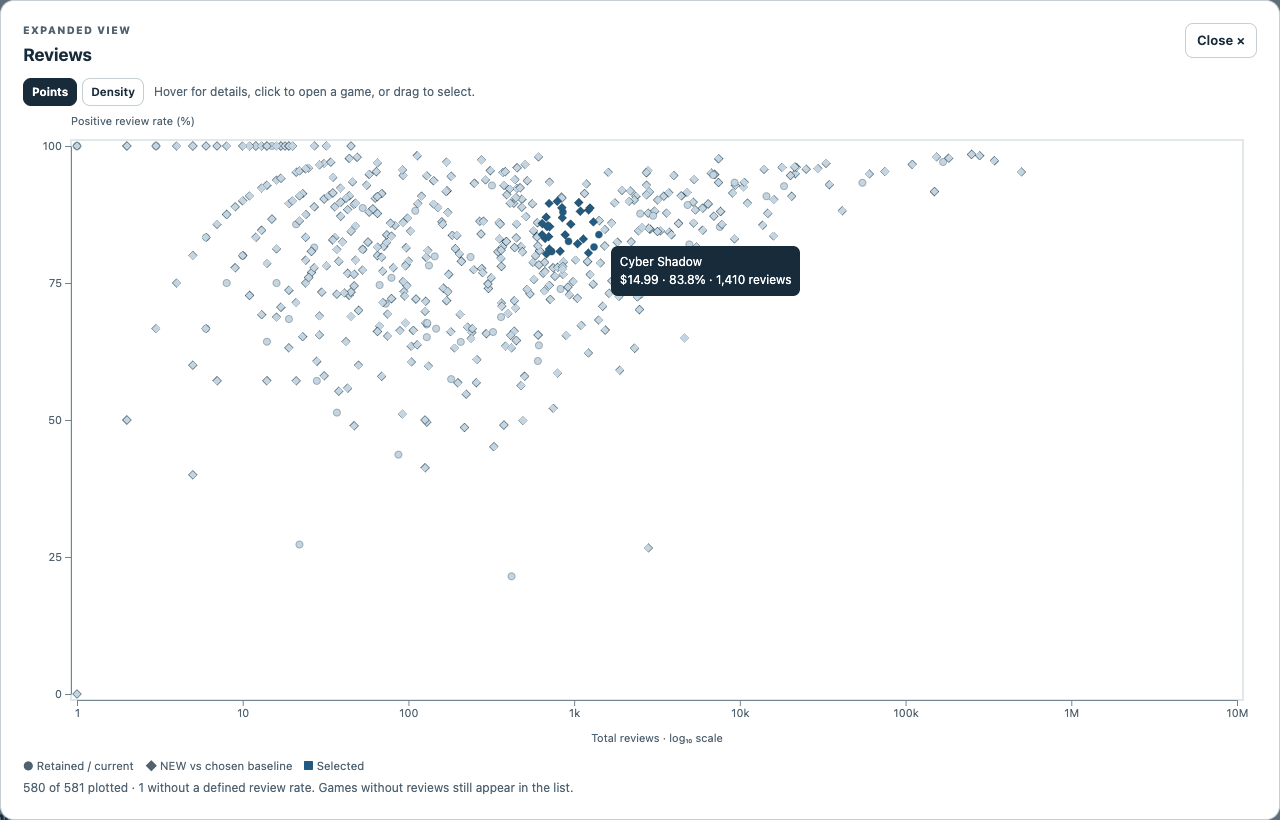 EXPANDED VIEW
Reviews
Close ×
Points
Density
Hover for details, click to open a game, or drag to select.
Positive review rate (%)
100
75
50
25
0
Cyber Shadow
$14.99 · 83.8% · 1,410 reviews
1
10
100
1k
10k
100k
1M
10M
Total reviews · log₁₀ scale
Retained / current
NEW vs chosen baseline
Selected
580 of 581 plotted · 1 without a defined review rate. Games without reviews still appear in the list.